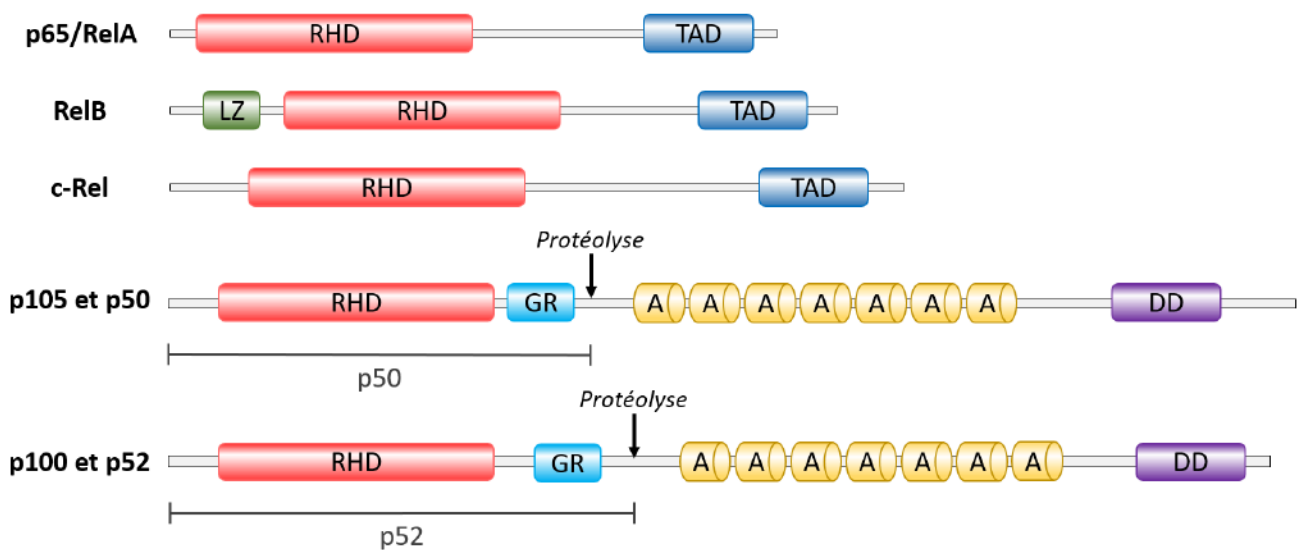 p65/RelA RHD TAD
RelB LZ RHD TAD
c-Rel RHD TAD
Protéolyse
p105 et p50 RHD GR A A A A A A A DD
p50
Protéolyse
p100 et p52 RHD GR A A A A A A A DD
p52